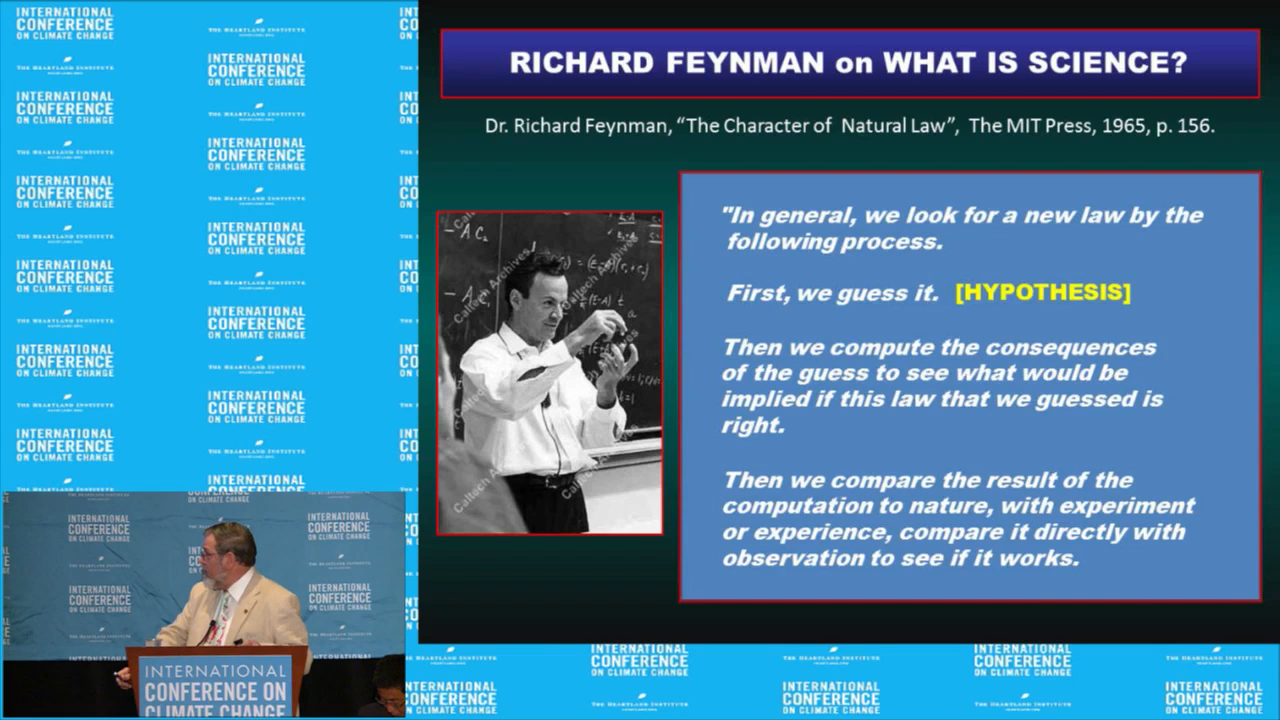 RICHARD FEYNMAN on WHAT IS SCIENCE?
Dr. Richard Feynman, “The Character of Natural Law”, The MIT Press, 1965, p. 156.
"In general, we look for a new law by the
following process.
First, we guess it. [HYPOTHESIS]
Then we compute the consequences
of the guess to see what would be
implied if this law that we guessed is
right.
Then we compare the result of the
computation to nature, with experiment
or experience, compare it directly with
observation to see if it works.
Caltech Archives
INTERNATIONAL
CONFERENCE
ON CLIMATE CHANGE
THE HEARTLAND INSTITUTE
INTERNATIONAL
CONFERENCE ON
CLIMATE CHANGE